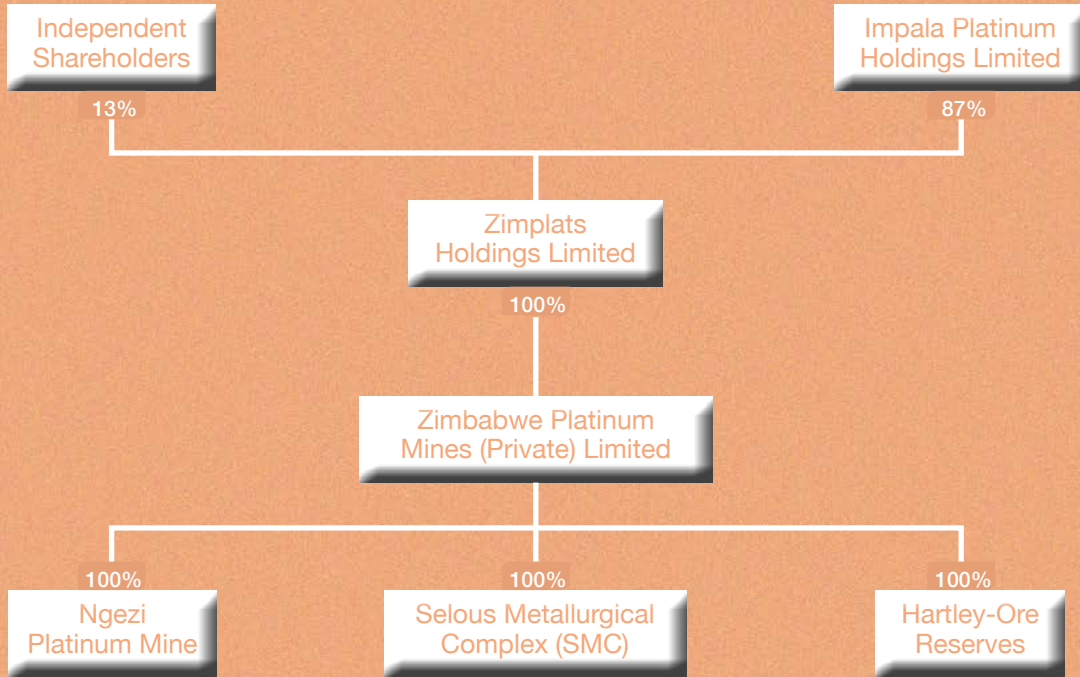 Independent
Shareholders
Impala Platinum
Holdings Limited
13%
87%
Zimplats
Holdings Limited
100%
Zimbabwe Platinum
Mines (Private) Limited
100%
100%
100%
Ngezi
Platinum Mine
Selous Metallurgical
Complex (SMC)
Hartley-Ore
Reserves